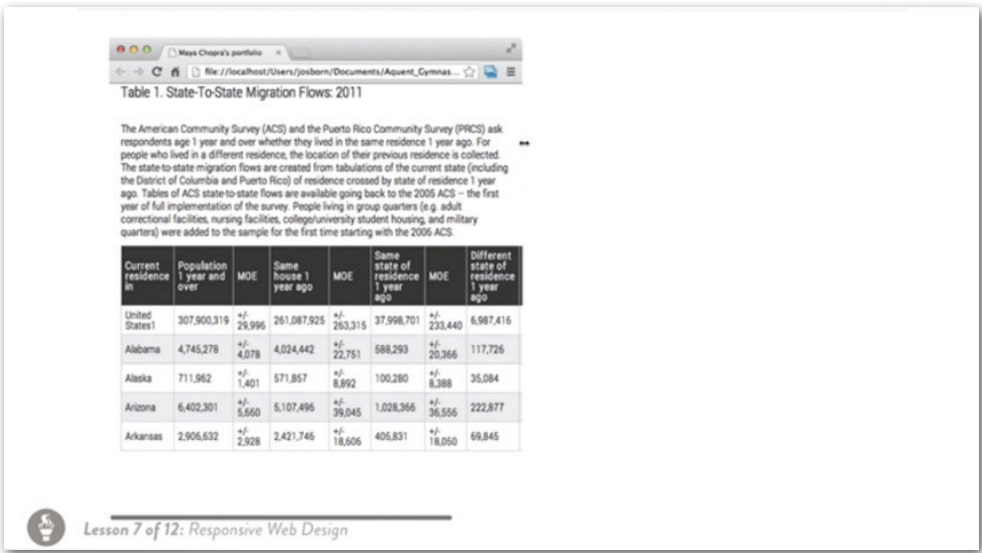 Maya Chopra's portfolio
file://localhost/Users/josborn/Documents/Aquent_Gymnas...
Table 1. State-To-State Migration Flows: 2011
The American Community Survey (ACS) and the Puerto Rico Community Survey (PRCS) ask
respondents age 1 year and over whether they lived in the same residence 1 year ago. For
people who lived in a different residence, the location of their previous residence is collected.
The state-to-state migration flows are created from tabulations of the current state (including
the District of Columbia and Puerto Rico) of residence crossed by state of residence 1 year
ago. Tables of ACS state-to-state flows are available going back to the 2005 ACS — the first
year of full implementation of the survey. People living in group quarters (e.g. adult
correctional facilities, nursing facilities, college/university student housing, and military
quarters) were added to the sample for the first time starting with the 2006 ACS.
Current residence in Population 1 year and over MOE Same house 1 year ago MOE Same state of residence 1 year ago MOE Different state of residence 1 year ago
United States1 307,900,319 +/- 29,996 261,087,925 +/- 263,315 37,998,701 +/- 233,440 6,987,416
Alabama 4,745,278 +/- 4,078 4,024,442 +/- 22,751 588,293 +/- 20,366 117,726
Alaska 711,962 +/- 1,401 571,857 +/- 8,892 100,280 +/- 8,388 35,084
Arizona 6,402,301 +/- 5,660 5,107,496 +/- 39,045 1,028,366 +/- 36,556 222,877
Arkansas 2,906,632 +/- 2,928 2,421,746 +/- 18,606 405,831 +/- 18,050 69,845
Lesson 7 of 12: Responsive Web Design